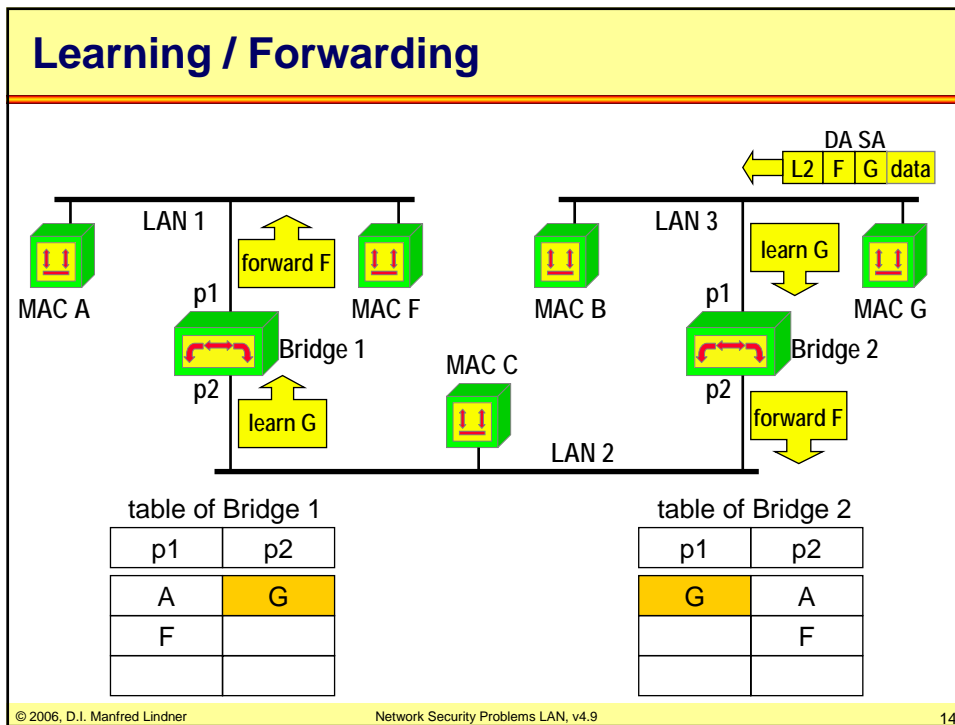 Learning / Forwarding
DA SA
L2 F G data
LAN 1
LAN 3
forward F
learn G
MAC A
p1
MAC F
MAC B
p1
MAC G
Bridge 1
Bridge 2
p2
MAC C
p2
learn G
forward F
LAN 2
table of Bridge 1
p1 p2
A G
F
table of Bridge 2
p1 p2
G A
F
© 2006, D.I. Manfred Lindner
Network Security Problems LAN, v4.9
14